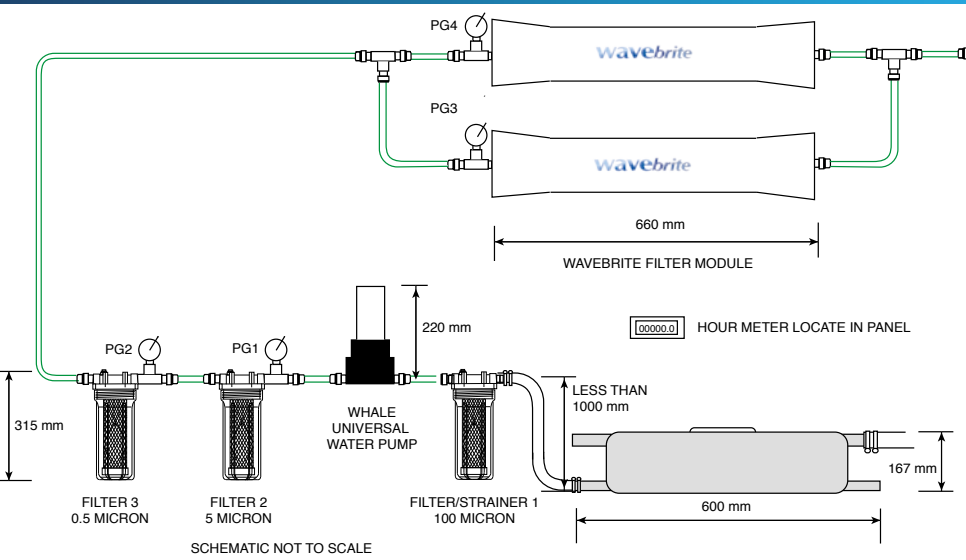 PG4
wavebrite
PG3
wavebrite
660 mm
WAVEBRITE FILTER MODULE
00000.0
HOUR METER LOCATE IN PANEL
220 mm
PG2
PG1
315 mm
WHALE
UNIVERSAL
WATER PUMP
LESS THAN
1000 mm
167 mm
FILTER 3
0.5 MICRON
FILTER 2
5 MICRON
FILTER/STRAINER 1
100 MICRON
600 mm
SCHEMATIC NOT TO SCALE